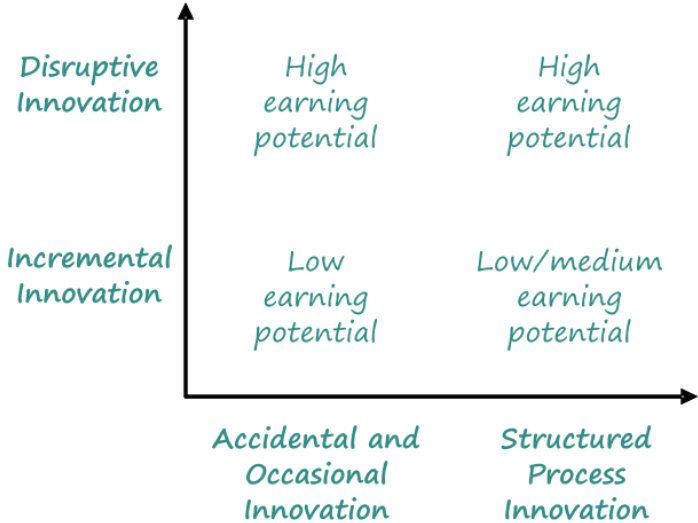 Disruptive
Innovation
High
earning
potential
High
earning
potential
Incremental
Innovation
Low
earning
potential
Low/medium
earning
potential
Accidental and
Occasional
Innovation
Structured
Process
Innovation